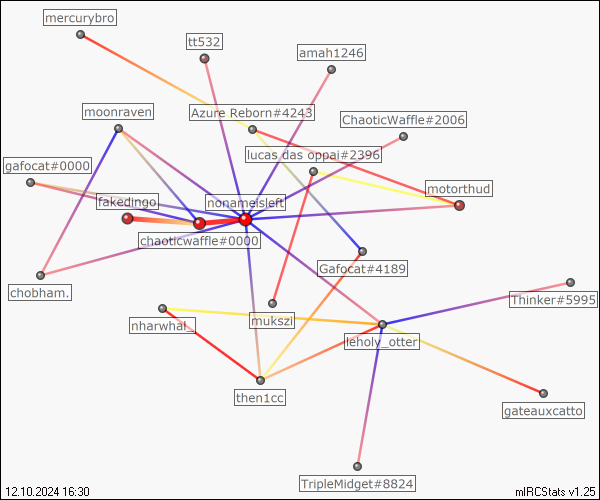 mercurybro
tt532
amah1246
moonraven
Azure Reborn#4243
ChaoticWaffle#2006
lucas das oppai#2396
gafocat#0000
motorthud
fakedingo
nonameisleft
chaoticwaffle#0000
Gafocat#4189
chobham.
Thinker#5995
mukszi
nharwhal_
leholy_otter
then1cc
gateauxcatto
TripleMidget#8824
12.10.2024 16:30
mIRCStats v1.25